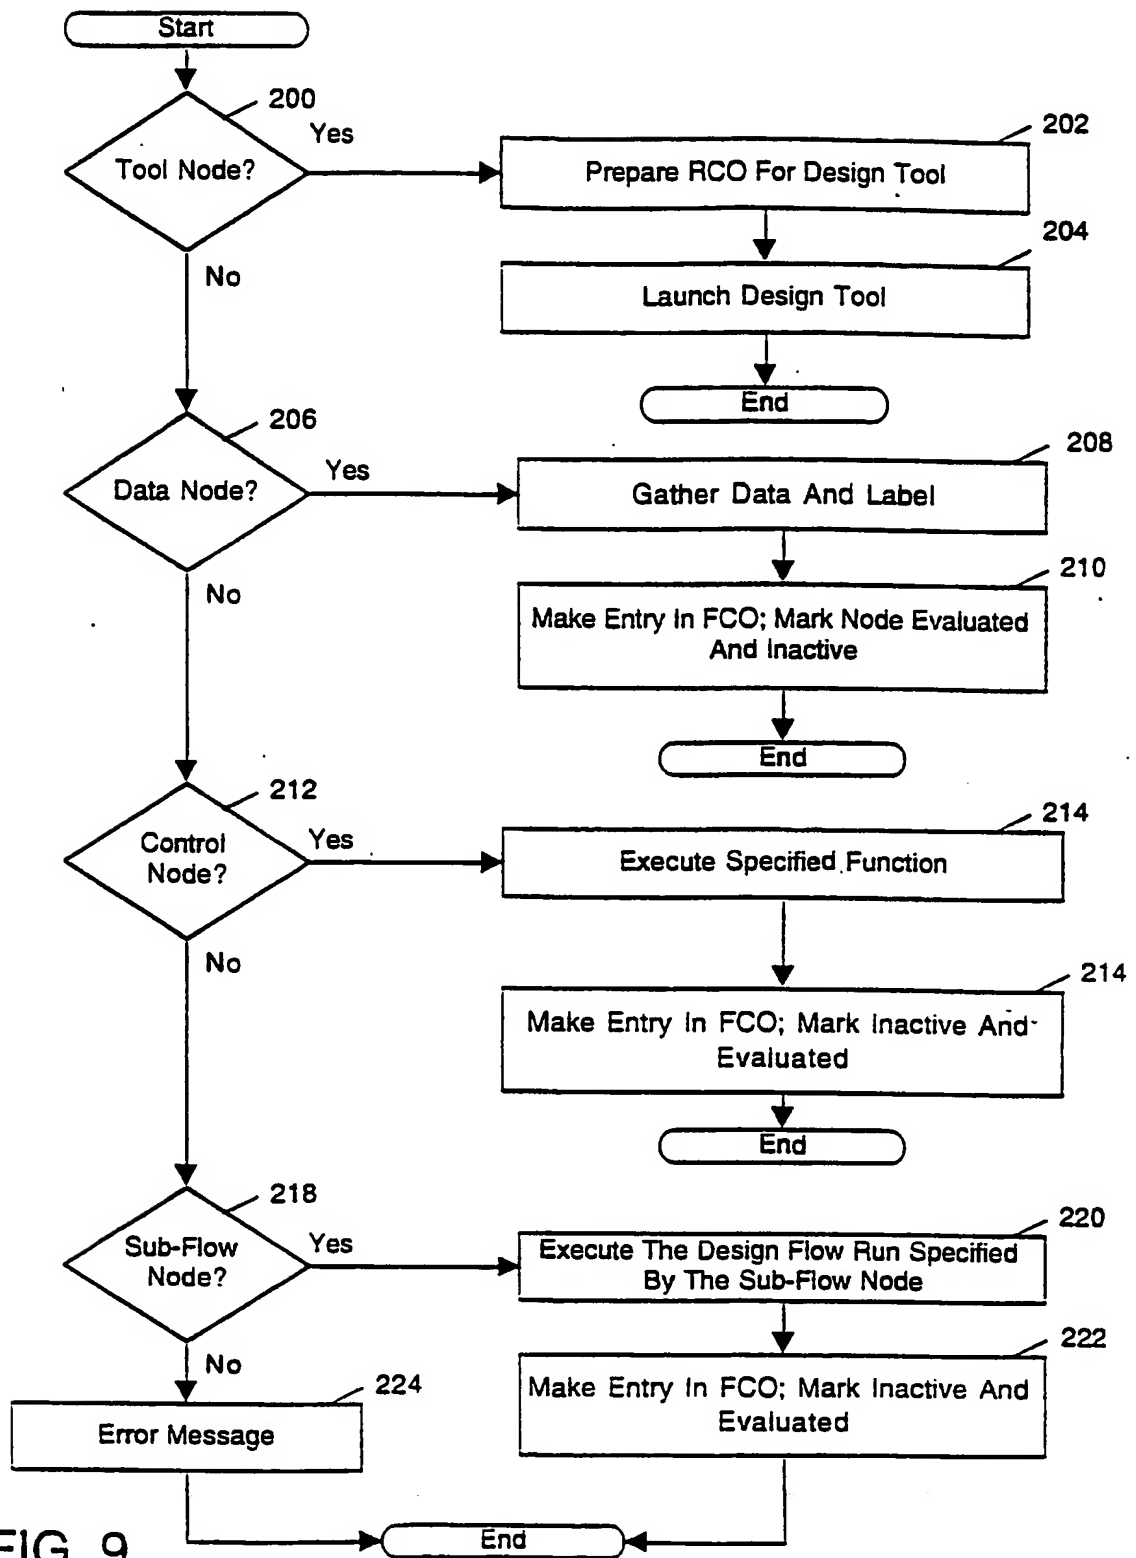 Start
200
Yes
Tool Node?
No
202
Prepare RCO For Design Tool
204
Launch Design Tool
End
206
Yes
Data Node?
No
208
Gather Data And Label
210
Make Entry In FCO; Mark Node Evaluated
And Inactive
End
212
Yes
Control
Node?
No
214
Execute Specified Function
214
Make Entry In FCO; Mark Inactive And
Evaluated
End
218
Yes
Sub-Flow
Node?
No
220
Execute The Design Flow Run Specified
By The Sub-Flow Node
222
Make Entry In FCO; Mark Inactive And
Evaluated
224
Error Message
End
FIG. 9